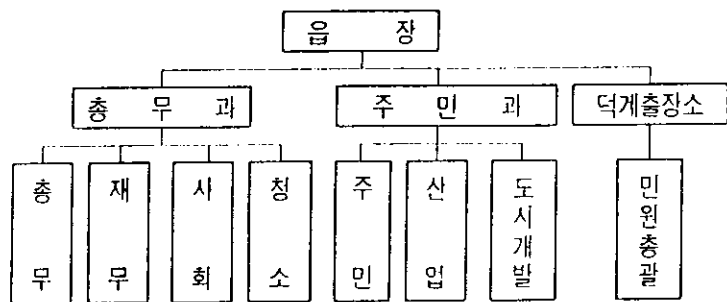 읍 장
총 무 과 주 민 과 덕계출장소
총무 재무 사회 청소 주민 산업 도시개발 민원총괄